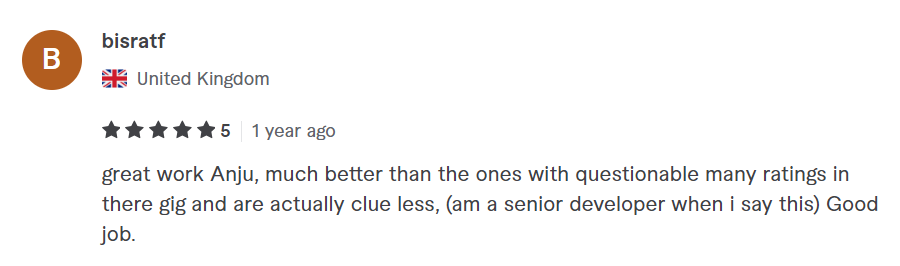 B
bisratf
United Kingdom
5 1 year ago
great work Anju, much better than the ones with questionable many ratings in
there gig and are actually clue less, (am a senior developer when i say this) Good
job.